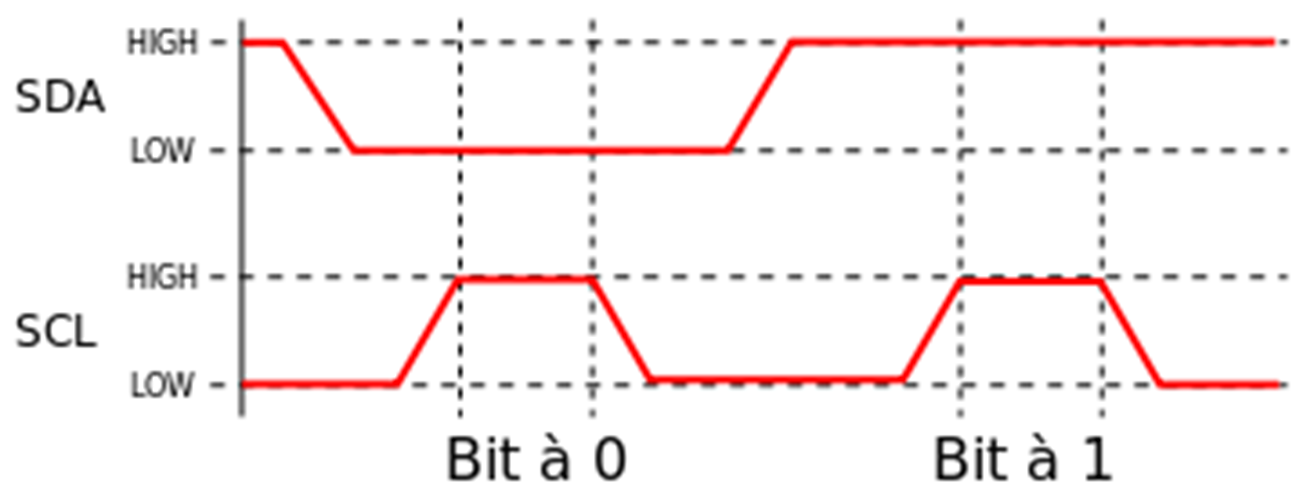 HIGH
SDA
LOW
HIGH
SCL
LOW
Bit à 0 Bit à 1